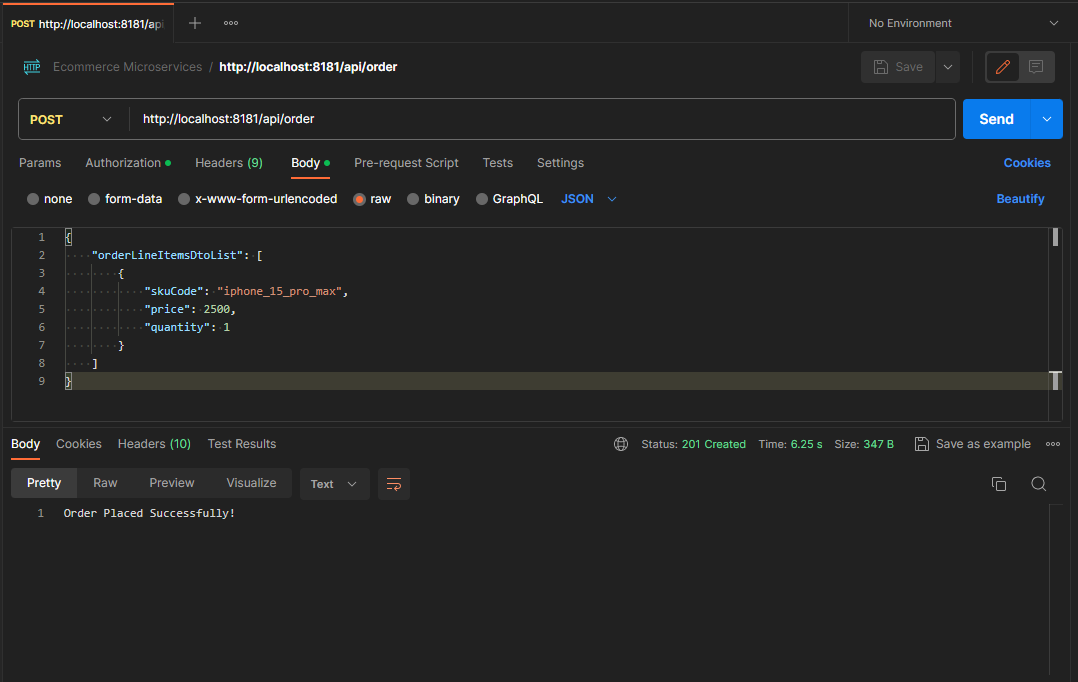 POST http://localhost:8181/api
No Environment
HTTP Ecommerce Microservices / http://localhost:8181/api/order
Save
POST http://localhost:8181/api/order
Send
Params Authorization Headers (9) Body Pre-request Script Tests Settings Cookies
none form-data x-www-form-urlencoded raw binary GraphQL JSON Beautify
1 {
2 "orderLineItemsDtoList": [
3 {
4 "skuCode": "iphone_15_pro_max",
5 "price": 2500,
6 "quantity": 1
7 }
8 ]
9 }
Body Cookies Headers (10) Test Results Status: 201 Created Time: 6.25 s Size: 347 B Save as example
Pretty Raw Preview Visualize Text
1 Order Placed Successfully!